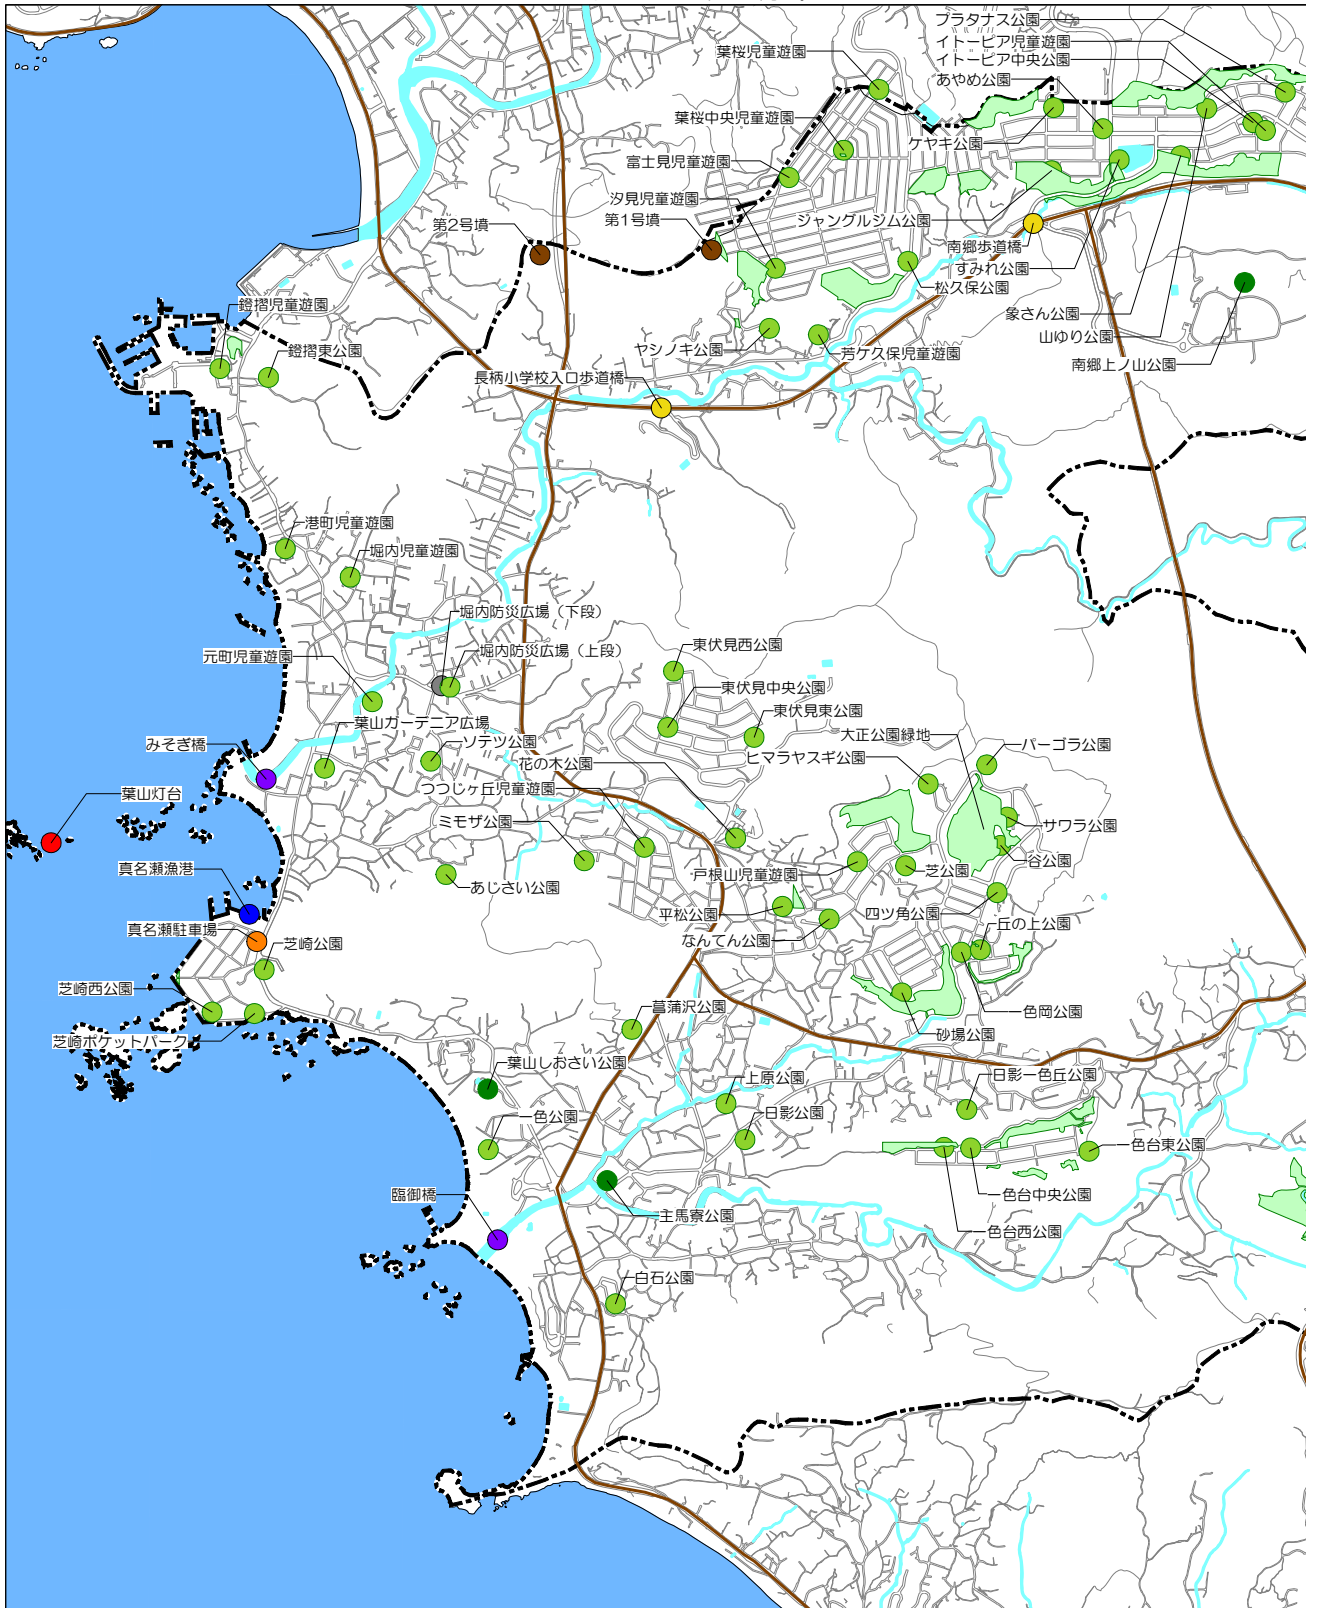 プラタナス公園
イトーピア児童遊園
葉桜児童遊園
イトーピア中央公園
あやめ公園
葉桜中央児童遊園
ケヤキ公園
富士見児童遊園
汐見児童遊園
第1号墳
ジャングルジム公園
第2号墳
南郷歩道橋
すみれ公園
松久保公園
鐙摺児童遊園
象さん公園
山ゆり公園
鐙摺東公園
ヤシノキ公園
芳ケ久保児童遊園
南郷上ノ山公園
長柄小学校入口歩道橋
港町児童遊園
堀内児童遊園
堀内防災広場（下段）
東伏見西公園
堀内防災広場（上段）
元町児童遊園
東伏見中央公園
東伏見東公園
葉山ガーデニア広場
大正公園緑地
みそぎ橋
ソテツ公園
パーゴラ公園
花の木公園
ヒマラヤスギ公園
つつじヶ丘児童遊園
葉山灯台
ミモザ公園
サワラ公園
谷公園
真名瀬漁港
戸根山児童遊園
芝公園
あじさい公園
平松公園
四ツ角公園
真名瀬駐車場
丘の上公園
なんてん公園
芝崎公園
芝崎西公園
菖蒲沢公園
一色岡公園
砂場公園
芝崎ポケットパーク
葉山しおさい公園
上原公園
日影一色丘公園
一色公園
日影公園
一色台東公園
臨御橋
一色台中央公園
主馬寮公園
一色台西公園
白石公園